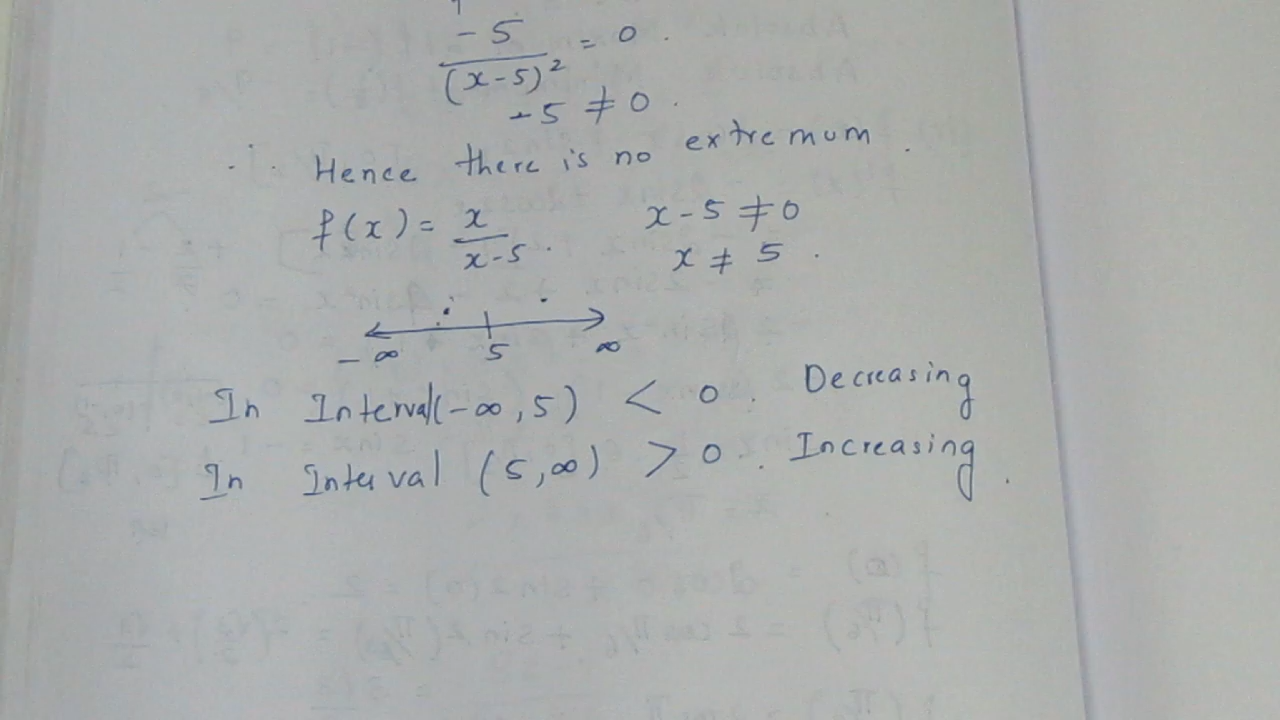 -5/(x-5)² = 0.
-5 ≠ 0.
∴ Hence there is no extremum.
f(x) = x/(x-5). x-5 ≠ 0
x ≠ 5.
-∞ 5 ∞
In Interval(-∞,5) < 0. Decreasing
In Interval (5,∞) > 0. Increasing.